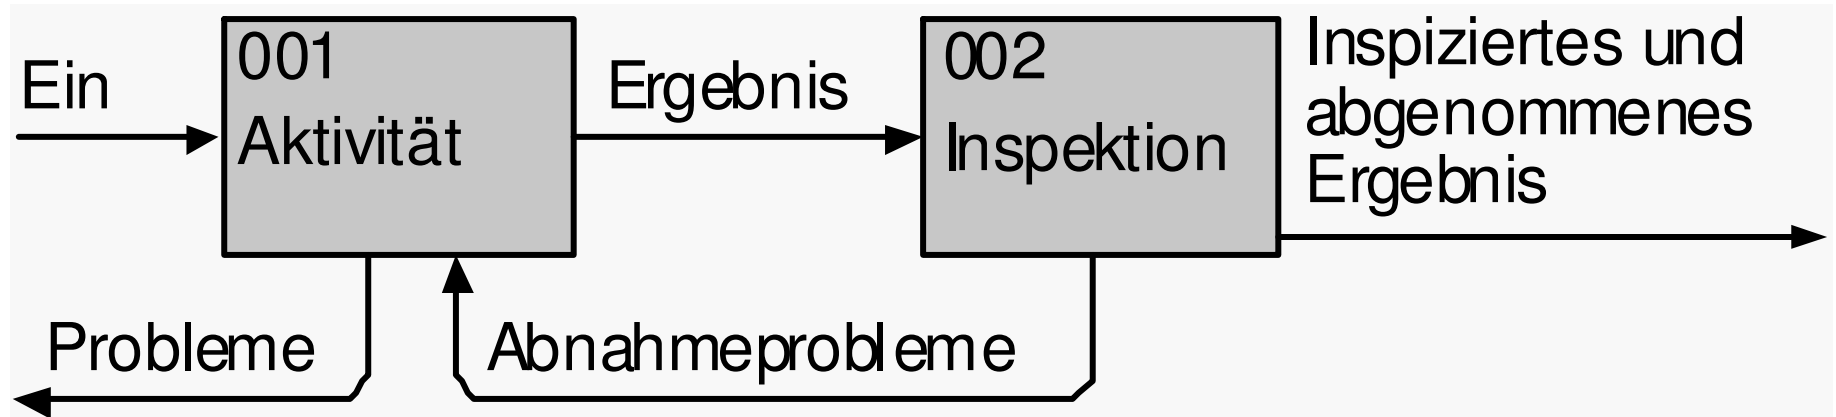 Ein
001
Aktivität
Ergebnis
002
Inspektion
Inspiziertes und
abgenommenes
Ergebnis
Probleme
Abnahmeprobleme